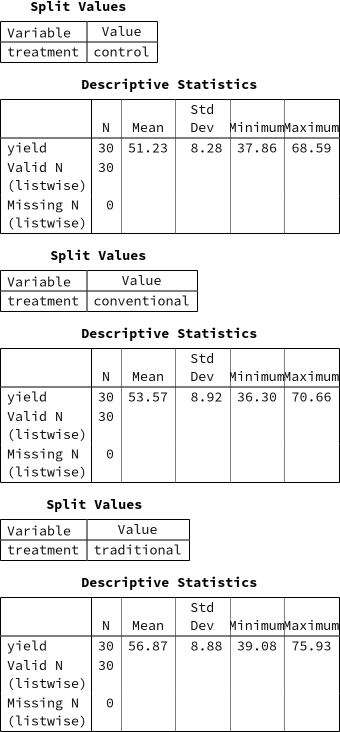 Split Values
Variable Value
treatment control
Descriptive Statistics
Std
N Mean Dev Minimum Maximum
yield 30 51.23 8.28 37.86 68.59
Valid N 30
(listwise)
Missing N 0
(listwise)
Split Values
Variable Value
treatment conventional
Descriptive Statistics
Std
N Mean Dev Minimum Maximum
yield 30 53.57 8.92 36.30 70.66
Valid N 30
(listwise)
Missing N 0
(listwise)
Split Values
Variable Value
treatment traditional
Descriptive Statistics
Std
N Mean Dev Minimum Maximum
yield 30 56.87 8.88 39.08 75.93
Valid N 30
(listwise)
Missing N 0
(listwise)